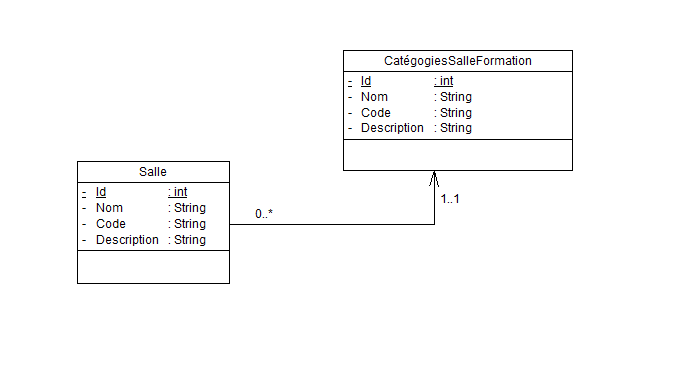 CatégogiesSalleFormation
- Id : int
- Nom : String
- Code : String
- Description : String
1..1
Salle
- Id : int
- Nom : String
- Code : String
- Description : String
0..*